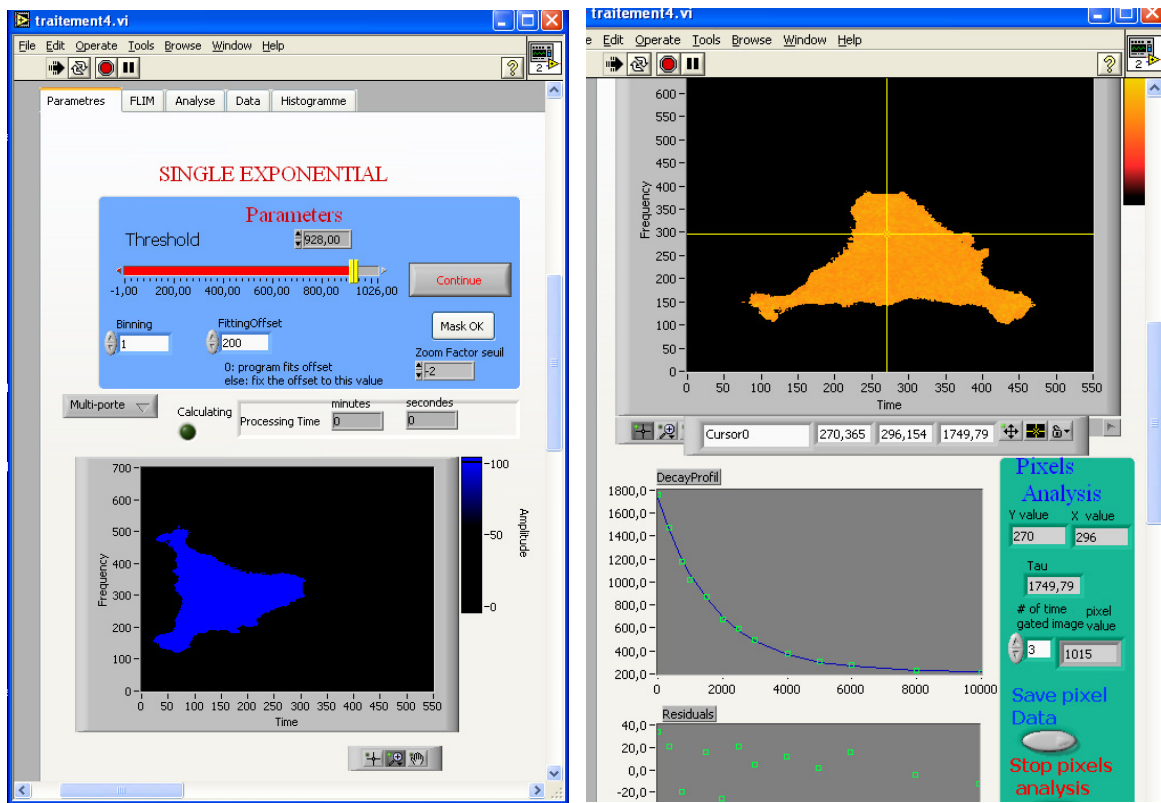 traitement4.vi
File Edit Operate Tools Browse Window Help
2
?
Parametres FLIM Analyse Data Histogramme
SINGLE EXPONENTIAL
Parameters
Threshold 928,00
-1,00 200,00 400,00 600,00 800,00 1026,00
Continue
Binning FittingOffset
1 200
Mask OK
0: program fits offset
else: fix the offset to this value
Zoom Factor seuil
-2
Multi-porte
Calculating
minutes secondes
Processing Time 0 0
700
600
500
400
300
200
100
0
Frequency
0 50 100 150 200 250 300 350 400 450 500 550
Time
100
50
0
Amplitude
traitement4.vi
e Edit Operate Tools Browse Window Help
2
?
600
550
500
450
400
350
300
250
200
150
100
50
0
Frequency
0 50 100 150 200 250 300 350 400 450 500 550
Time
Cursor0 270,365 296,154 1749,79
DecayProfil
1800,0
1600,0
1400,0
1200,0
1000,0
800,0
600,0
400,0
200,0
0 2000 4000 6000 8000 10000
Residuals
40,0
20,0
0,0
-20,0
Pixels
Analysis
Y value X value
270 296
Tau
1749,79
# of time pixel
gated image value
3 1015
Save pixel
Data
Stop pixels
analysis